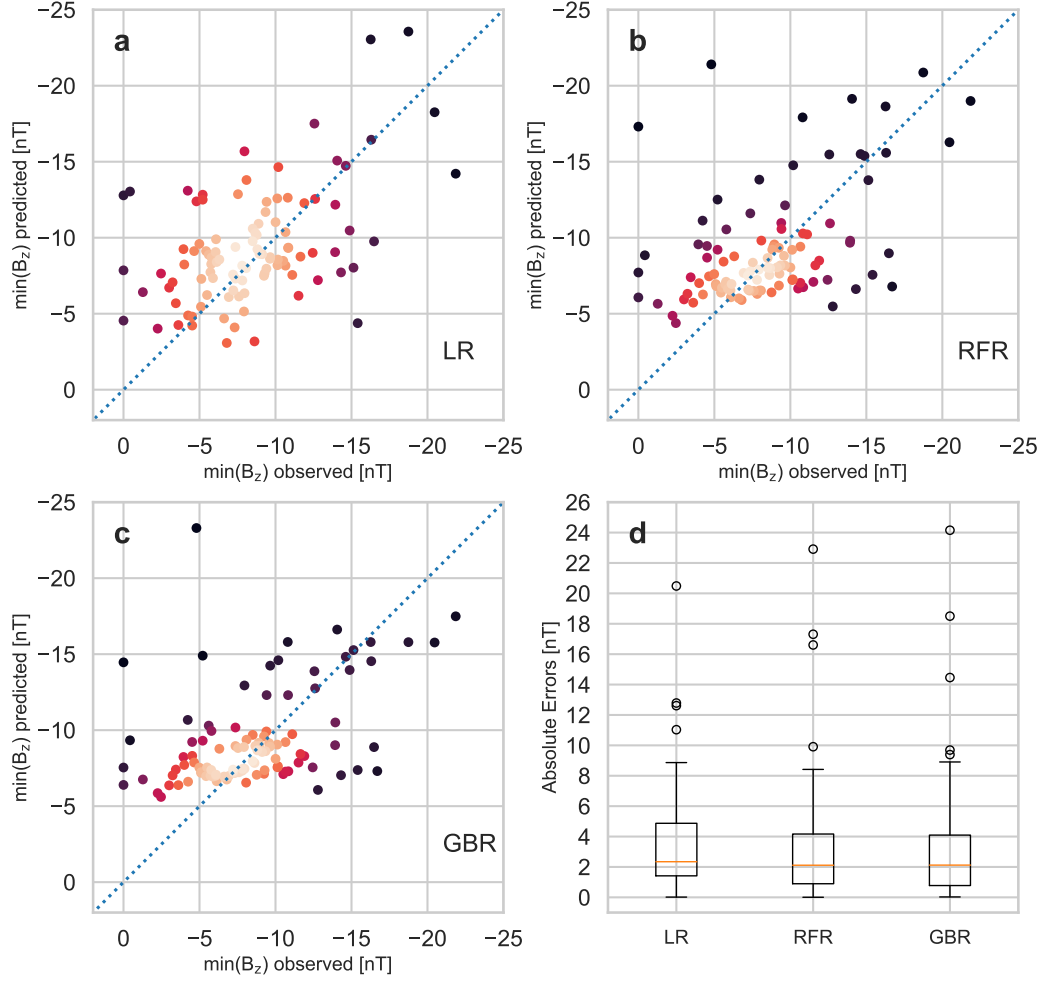 a
−25
−20
−15
−10
−5
0
min(B_z) predicted [nT]
LR
0 −5 −10 −15 −20 −25
min(B_z) observed [nT]
b
−25
−20
−15
−10
−5
0
min(B_z) predicted [nT]
RFR
0 −5 −10 −15 −20 −25
min(B_z) observed [nT]
c
−25
−20
−15
−10
−5
0
min(B_z) predicted [nT]
GBR
0 −5 −10 −15 −20 −25
min(B_z) observed [nT]
d
26
24
22
20
18
16
14
12
10
8
6
4
2
0
Absolute Errors [nT]
LR RFR GBR